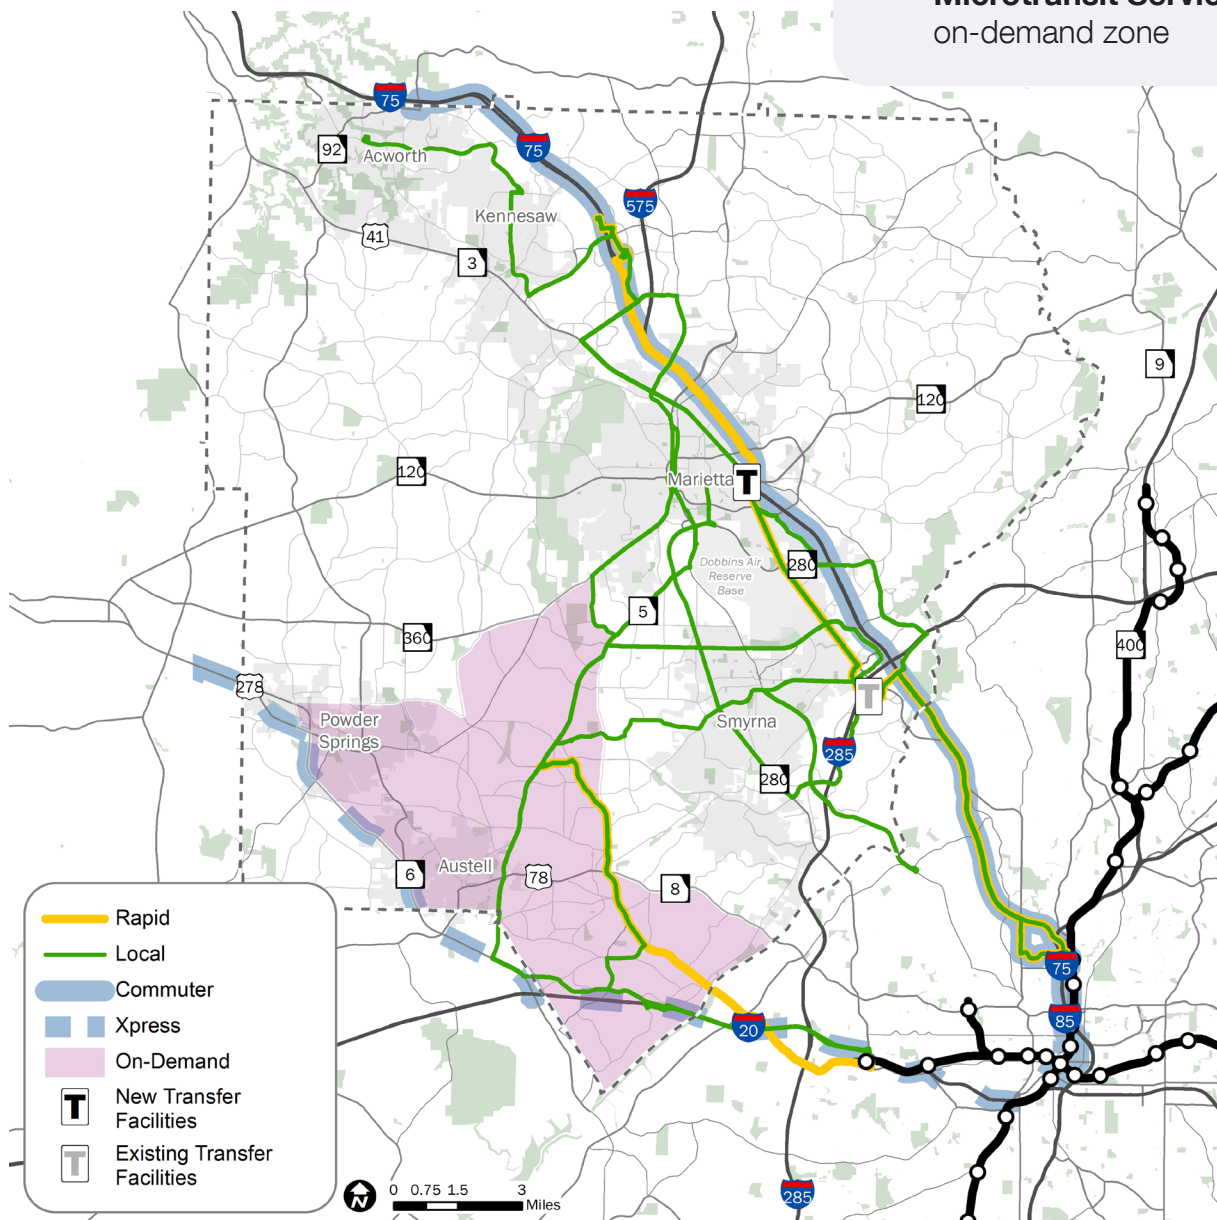 Microtransit Service
on-demand zone
75
92
Acworth
75
575
Kennesaw
41
3
9
120
120
Marietta
T
Dobbins Air
Reserve
Base
280
5
360
400
278
Powder
Springs
T
Smyrna
285
280
6
Austell
78
8
75
85
20
285
Rapid
Local
Commuter
Xpress
On-Demand
T
New Transfer
Facilities
T
Existing Transfer
Facilities
N
0 0.75 1.5 3
Miles